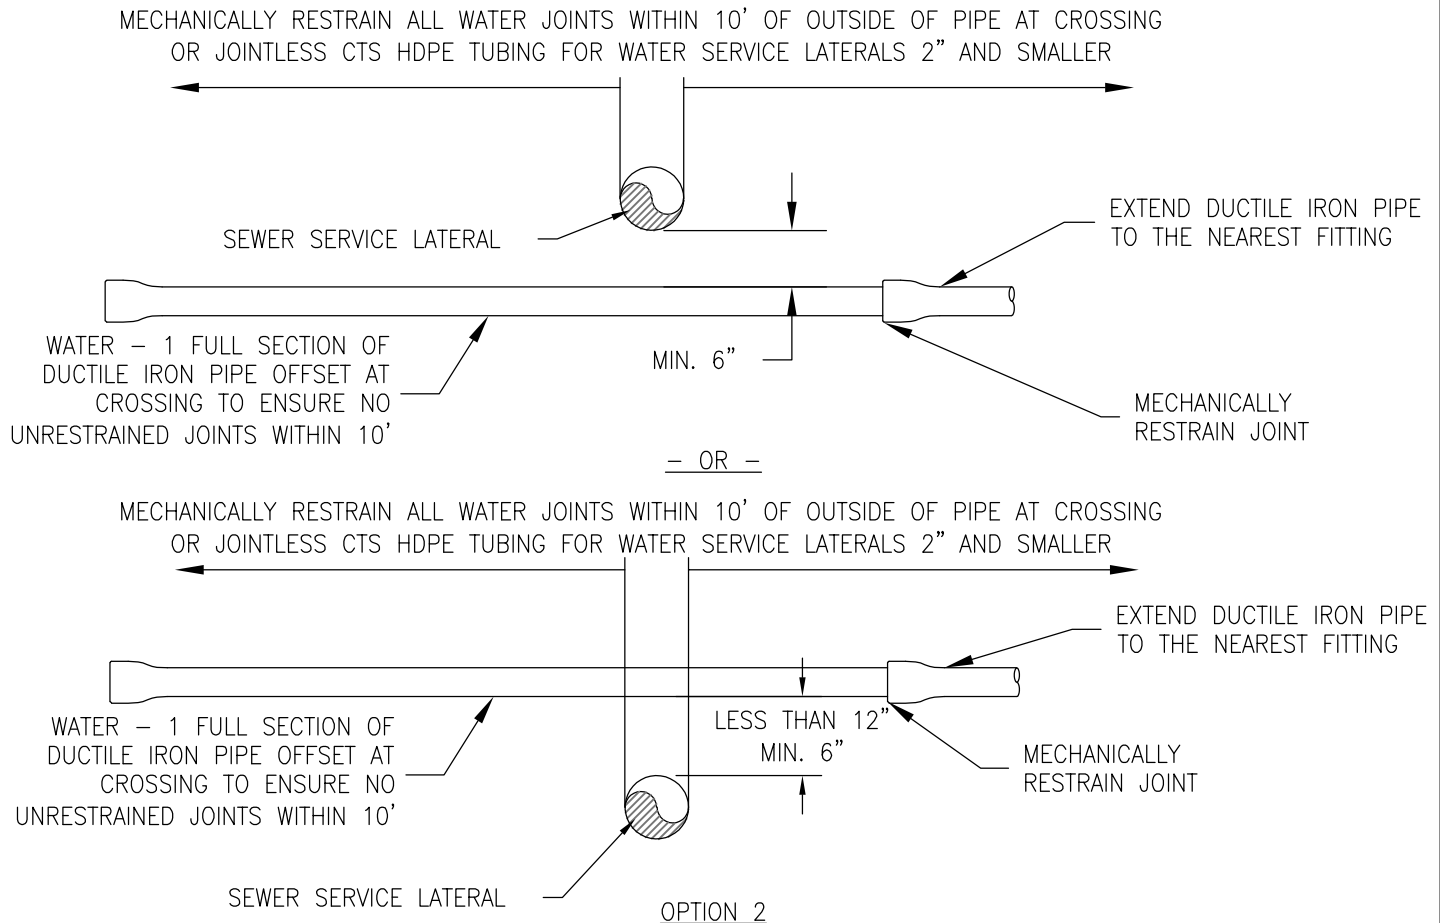 MECHANICALLY RESTRAIN ALL WATER JOINTS WITHIN 10' OF OUTSIDE OF PIPE AT CROSSING
OR JOINTLESS CTS HDPE TUBING FOR WATER SERVICE LATERALS 2" AND SMALLER
EXTEND DUCTILE IRON PIPE
TO THE NEAREST FITTING
SEWER SERVICE LATERAL
WATER – 1 FULL SECTION OF
DUCTILE IRON PIPE OFFSET AT
CROSSING TO ENSURE NO
UNRESTRAINED JOINTS WITHIN 10'
MIN. 6"
MECHANICALLY
RESTRAIN JOINT
– OR –
MECHANICALLY RESTRAIN ALL WATER JOINTS WITHIN 10' OF OUTSIDE OF PIPE AT CROSSING
OR JOINTLESS CTS HDPE TUBING FOR WATER SERVICE LATERALS 2" AND SMALLER
EXTEND DUCTILE IRON PIPE
TO THE NEAREST FITTING
WATER – 1 FULL SECTION OF
DUCTILE IRON PIPE OFFSET AT
CROSSING TO ENSURE NO
UNRESTRAINED JOINTS WITHIN 10'
LESS THAN 12"
MIN. 6"
MECHANICALLY
RESTRAIN JOINT
SEWER SERVICE LATERAL
OPTION 2